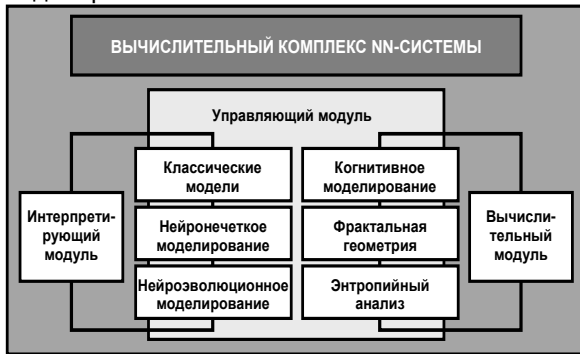 ВЫЧИСЛИТЕЛЬНЫЙ КОМПЛЕКС NN-СИСТЕМЫ
Управляющий модуль
Классические
модели
Когнитивное
моделирование
Интерпрети-
рующий
модуль
Нейронечеткое
моделирование
Фрактальная
геометрия
Вычисли-
тельный
модуль
Нейроэволюционное
моделирование
Энтропийный
анализ